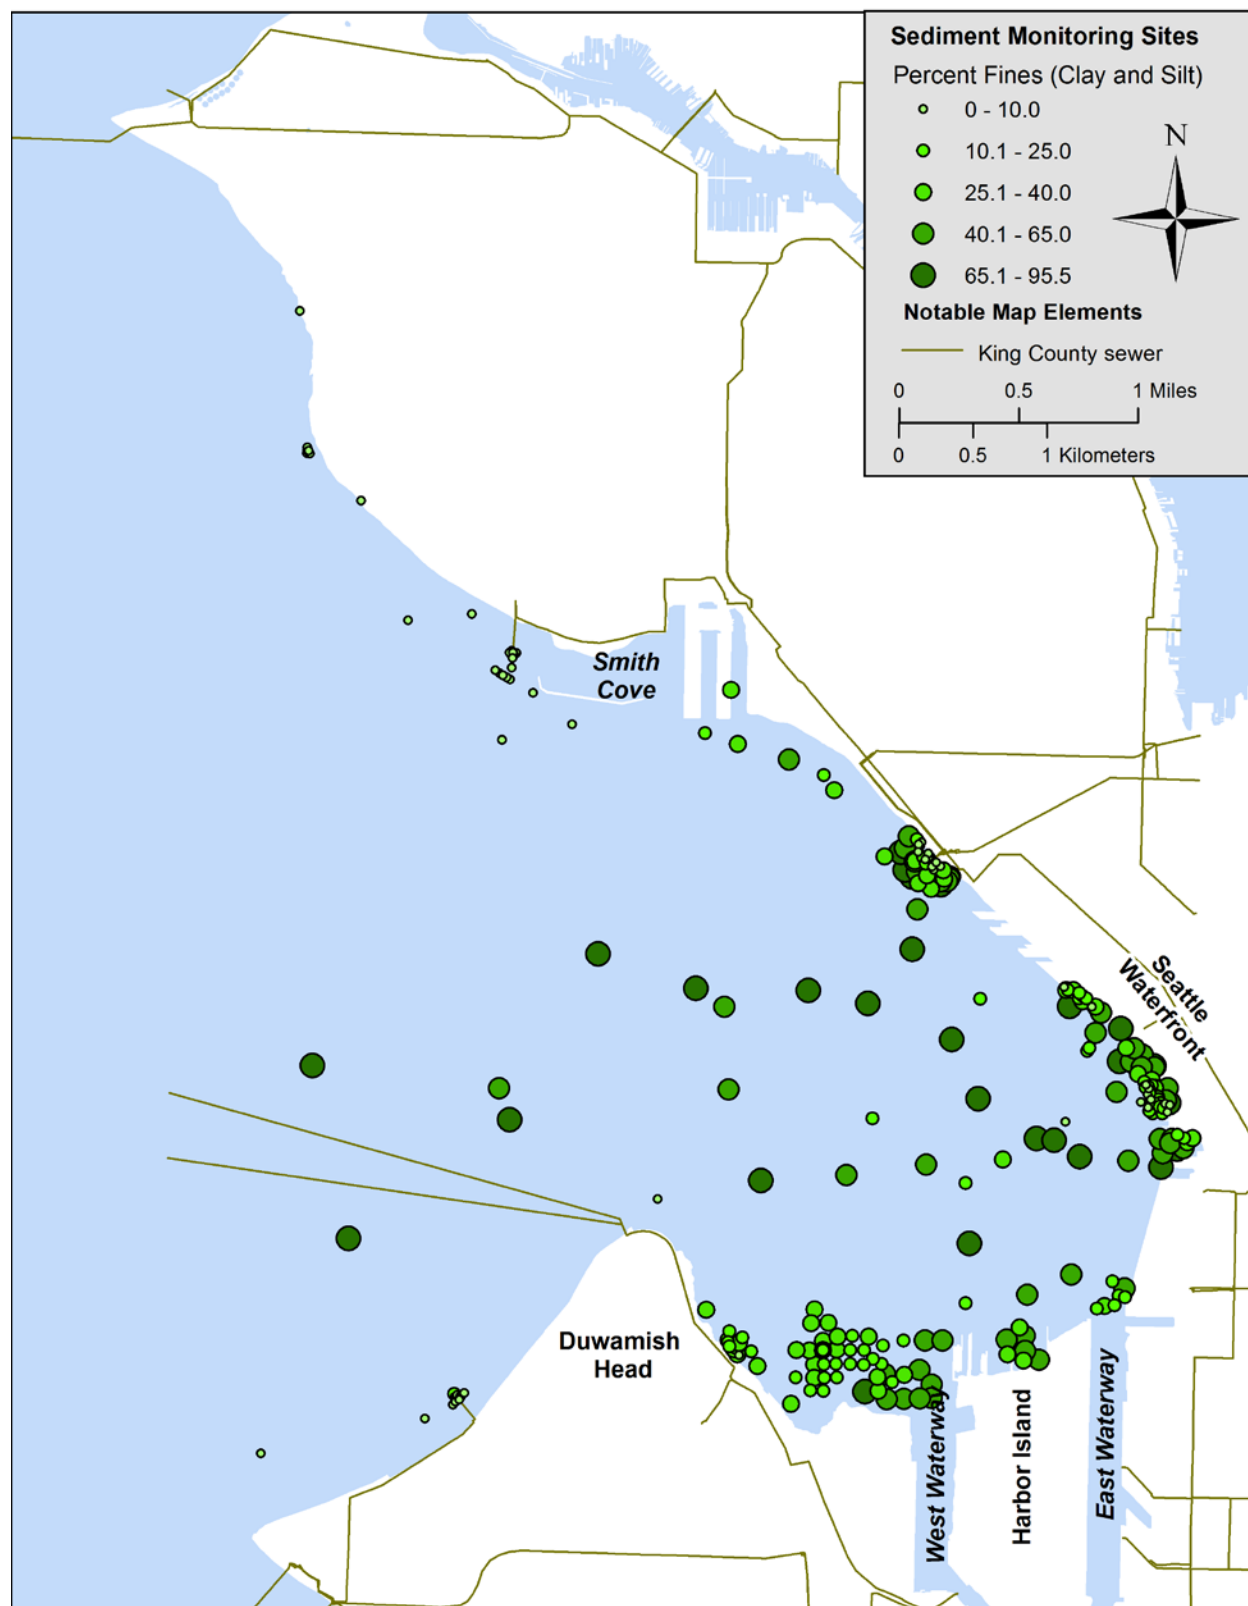 Sediment Monitoring Sites
Percent Fines (Clay and Silt)
0 - 10.0
10.1 - 25.0
25.1 - 40.0
40.1 - 65.0
65.1 - 95.5
N
Notable Map Elements
King County sewer
0 0.5 1 Miles
0 0.5 1 Kilometers
Smith
Cove
Seattle
Waterfront
Duwamish
Head
West Waterway
Harbor Island
East Waterway